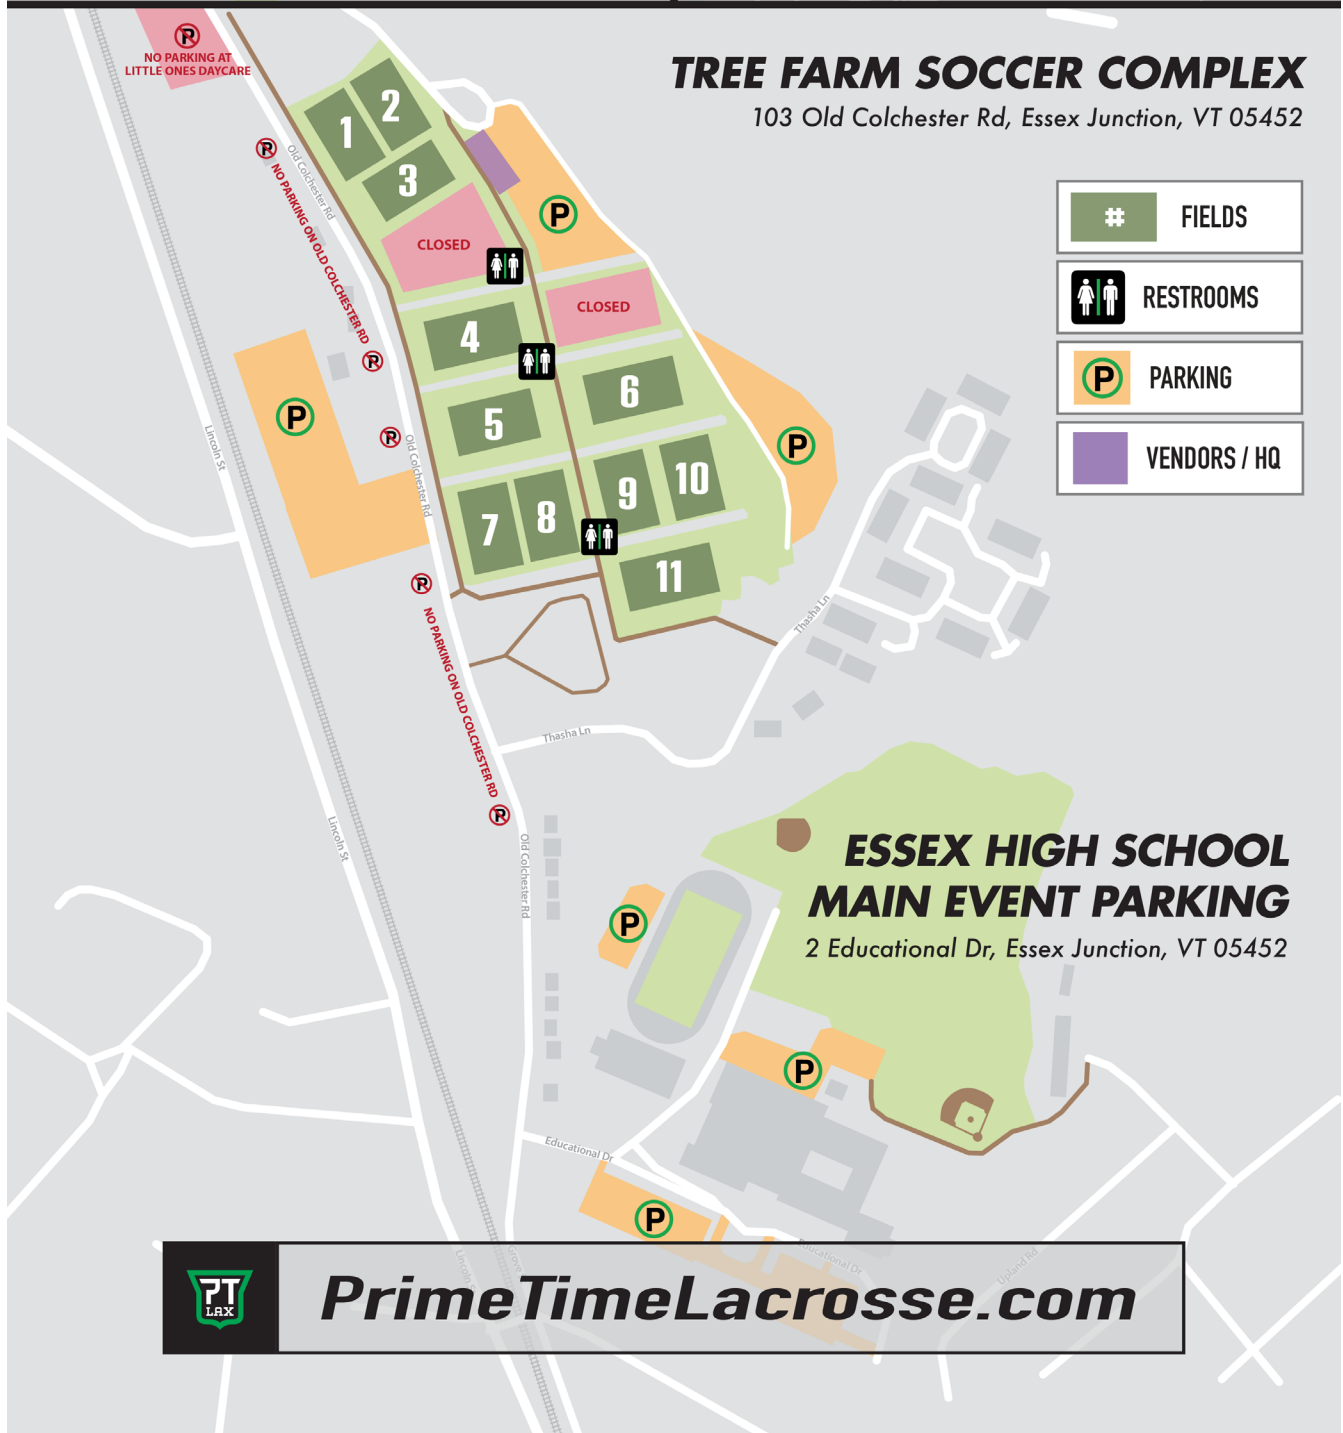 TREE FARM SOCCER COMPLEX
103 Old Colchester Rd, Essex Junction, VT 05452
#
FIELDS
RESTROOMS
P
PARKING
VENDORS / HQ
P
NO PARKING AT
LITTLE ONES DAYCARE
P
NO PARKING ON OLD COLCHESTER RD
P
Old Colchester Rd
1
2
3
CLOSED
P
CLOSED
4
5
6
7
8
9
10
11
P
P
P
Old Colchester Rd
Lincoln St
P
NO PARKING ON OLD COLCHESTER RD
P
Thasha Ln
Thasha Ln
Lincoln St
Old Colchester Rd
ESSEX HIGH SCHOOL
MAIN EVENT PARKING
2 Educational Dr, Essex Junction, VT 05452
P
P
Educational Dr
P
Educational Dr
Upland Rd
Lincoln
Grove
PT
LAX
PrimeTimeLacrosse.com